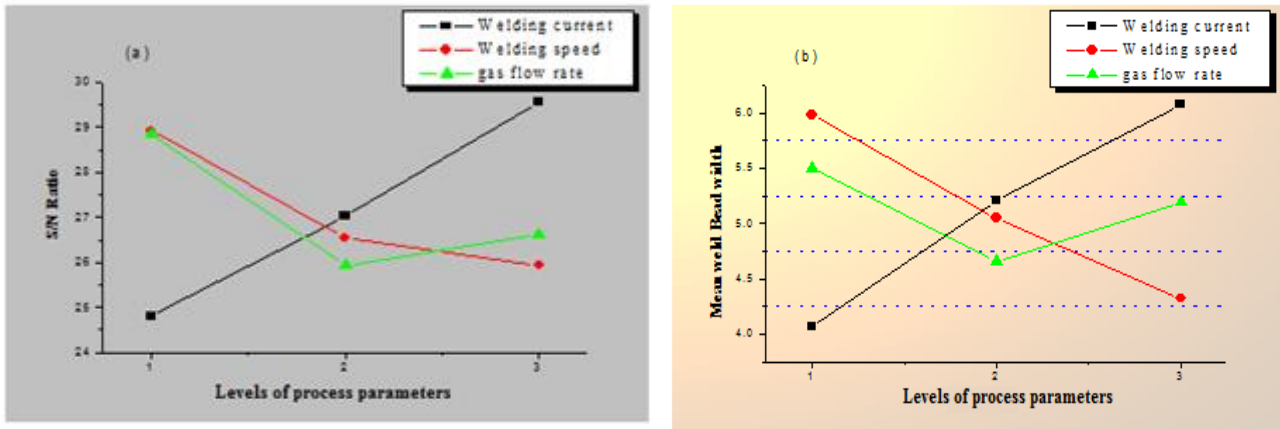 (a)
Welding current
Welding speed
gas flow rate
30
29
28
27
26
25
24
S/N Ratio
1 2 3
Levels of process parameters
(b)
Welding current
Welding speed
gas flow rate
6.0
5.5
5.0
4.5
4.0
Mean weld Bead width
1 2 3
Levels of process parameters